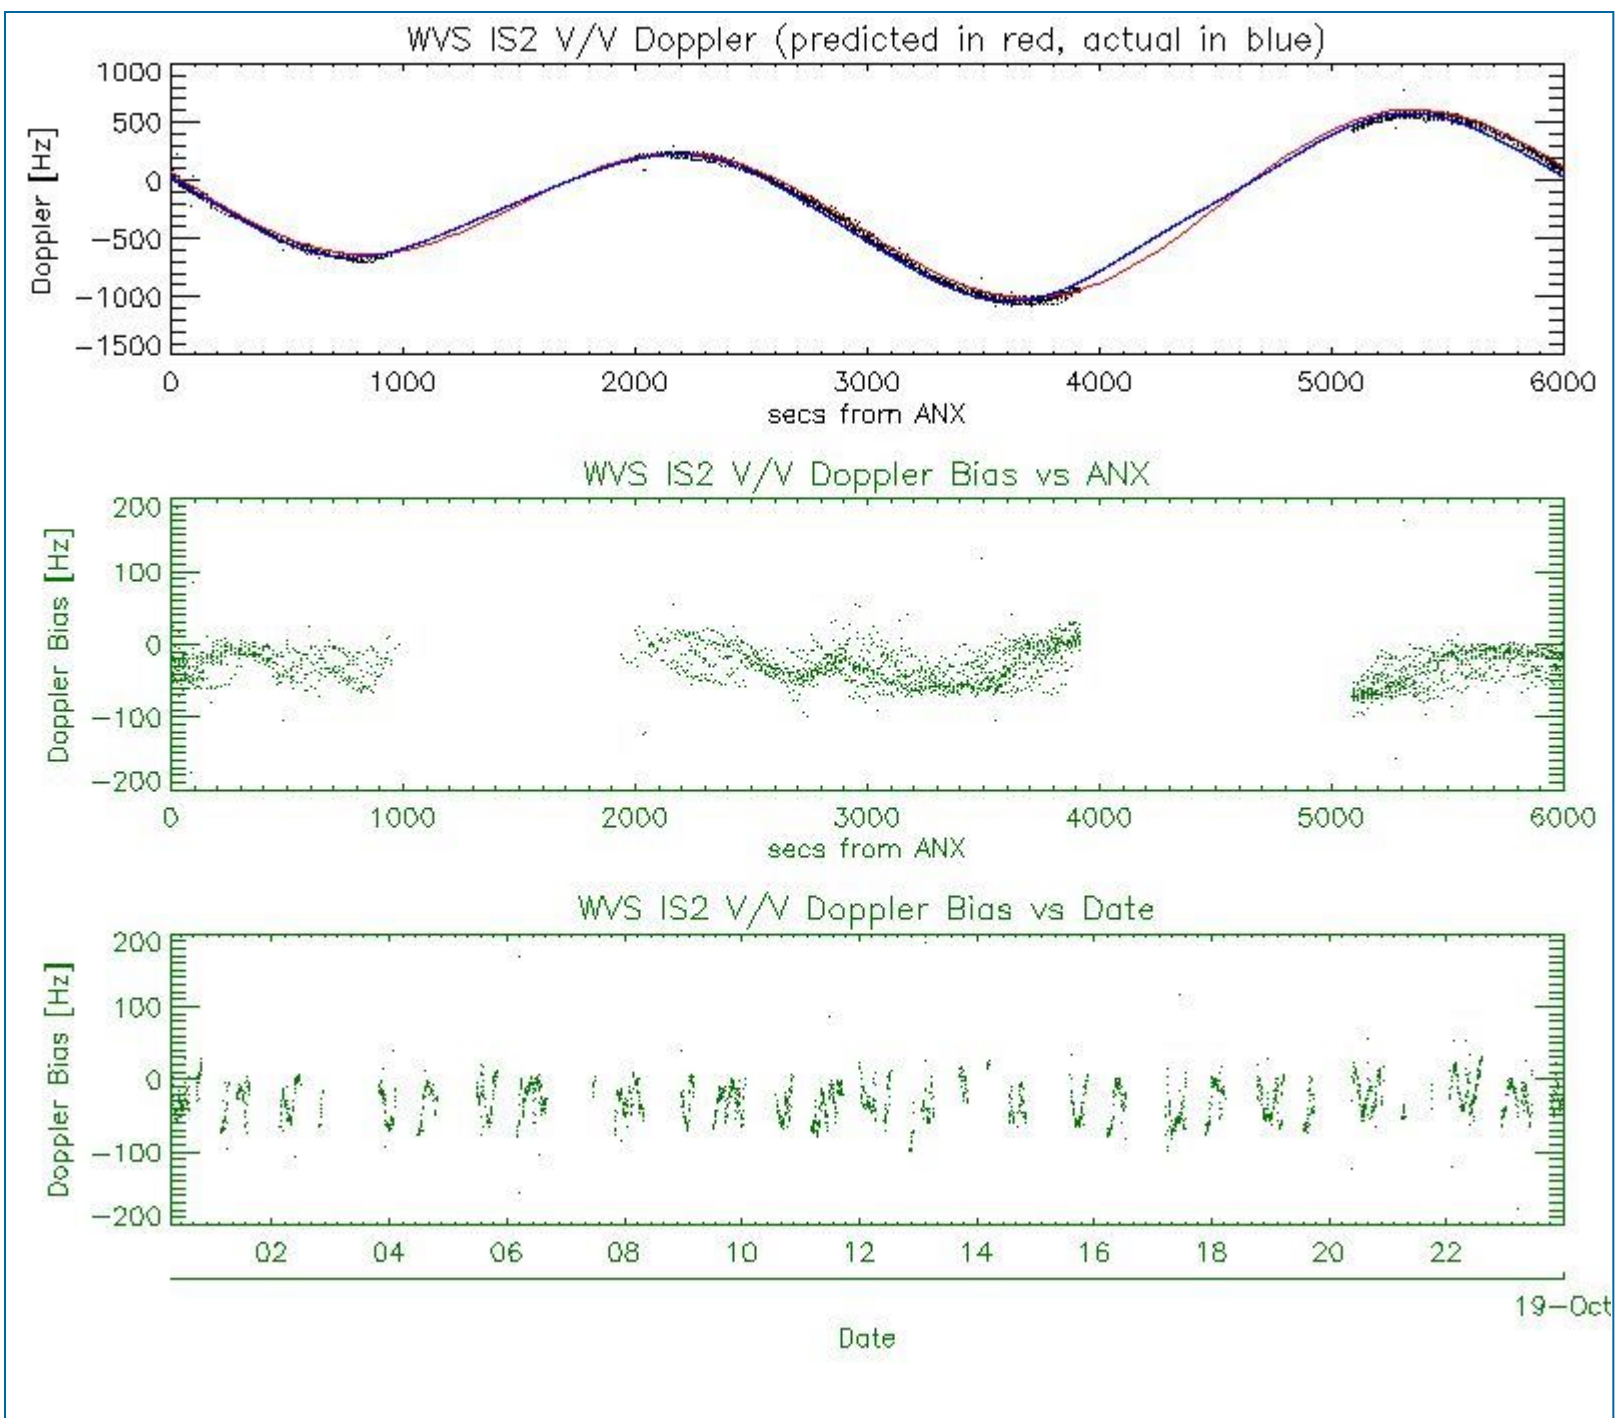 WVS IS2 V/V Doppler (predicted in red, actual in blue)
1000
500
0
−500
−1000
−1500
Doppler [Hz]
0 1000 2000 3000 4000 5000 6000
secs from ANX
WVS IS2 V/V Doppler Bias vs ANX
200
100
0
−100
−200
Doppler Bias [Hz]
0 1000 2000 3000 4000 5000 6000
secs from ANX
WVS IS2 V/V Doppler Bias vs Date
200
100
0
−100
−200
Doppler Bias [Hz]
02 04 06 08 10 12 14 16 18 20 22
19−Oct
Date